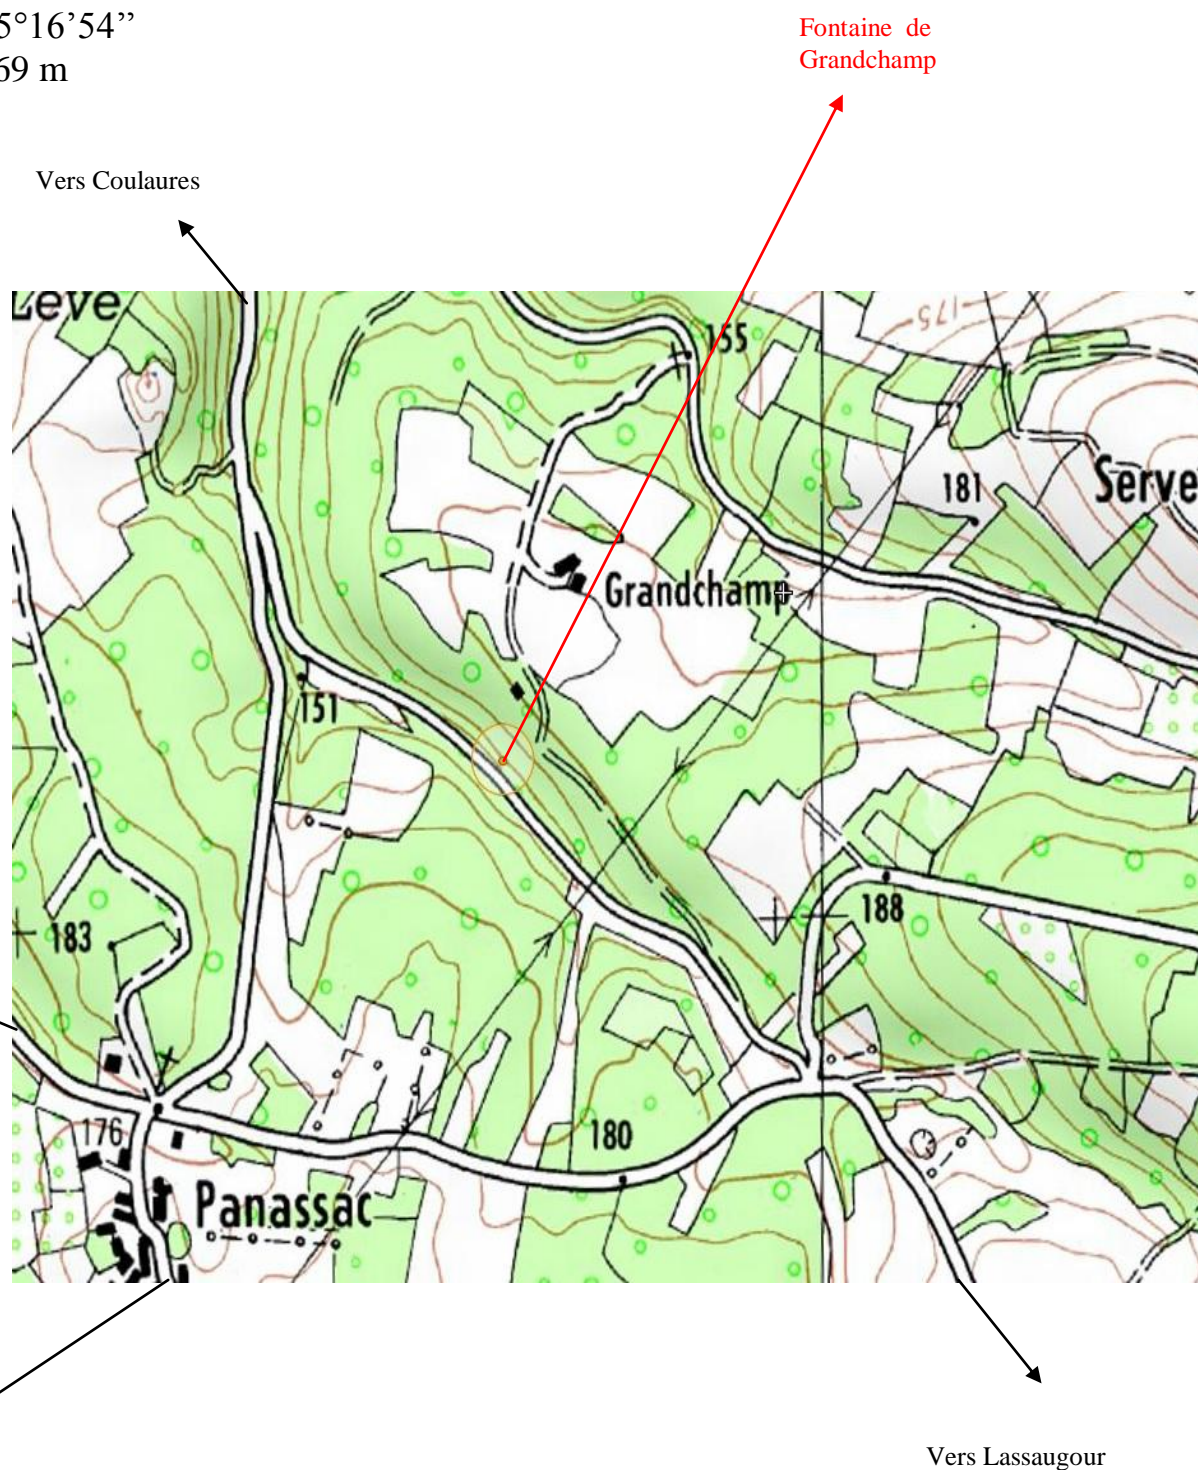 5°16’54’’
69 m
Fontaine de
Grandchamp
Vers Coulaures
Leve
155
175
181
Serve
Grandchamp
151
183
188
176
180
Panassac
Vers Lassaugour